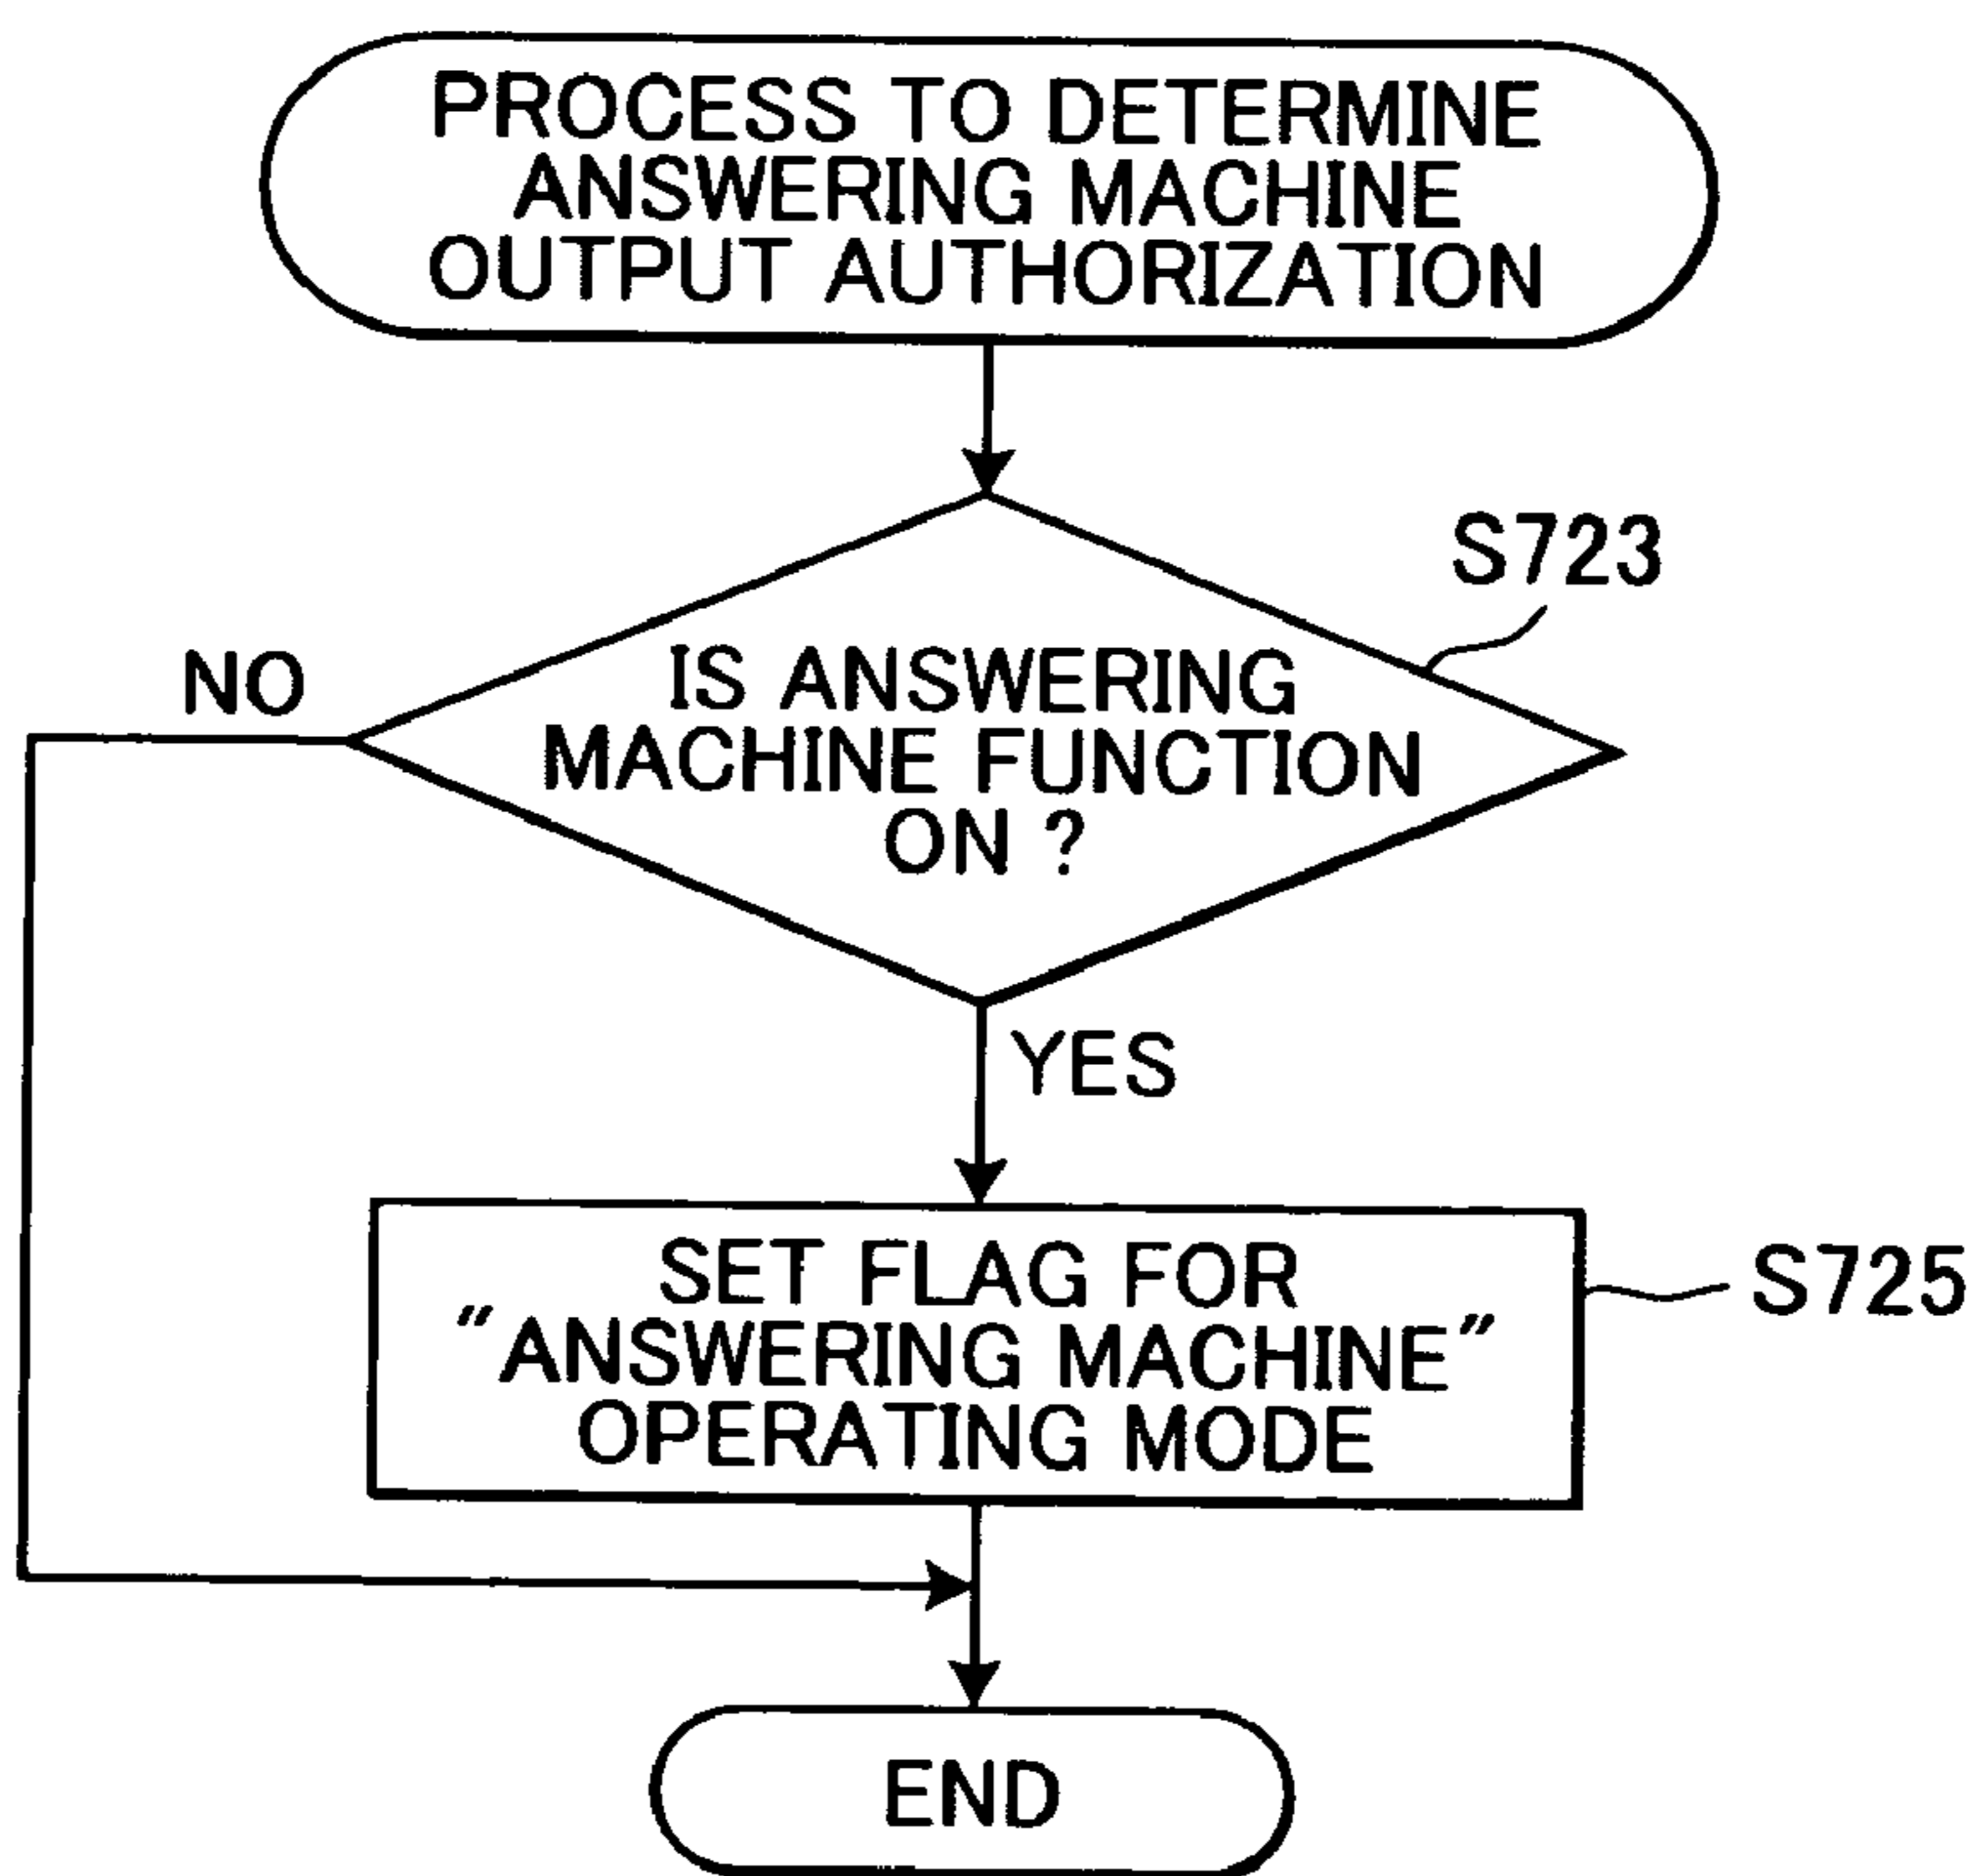 PROCESS TO DETERMINE
ANSWERING MACHINE
OUTPUT AUTHORIZATION
S723
NO
IS ANSWERING
MACHINE FUNCTION
ON ?
YES
SET FLAG FOR
"ANSWERING MACHINE"
OPERATING MODE
S725
END